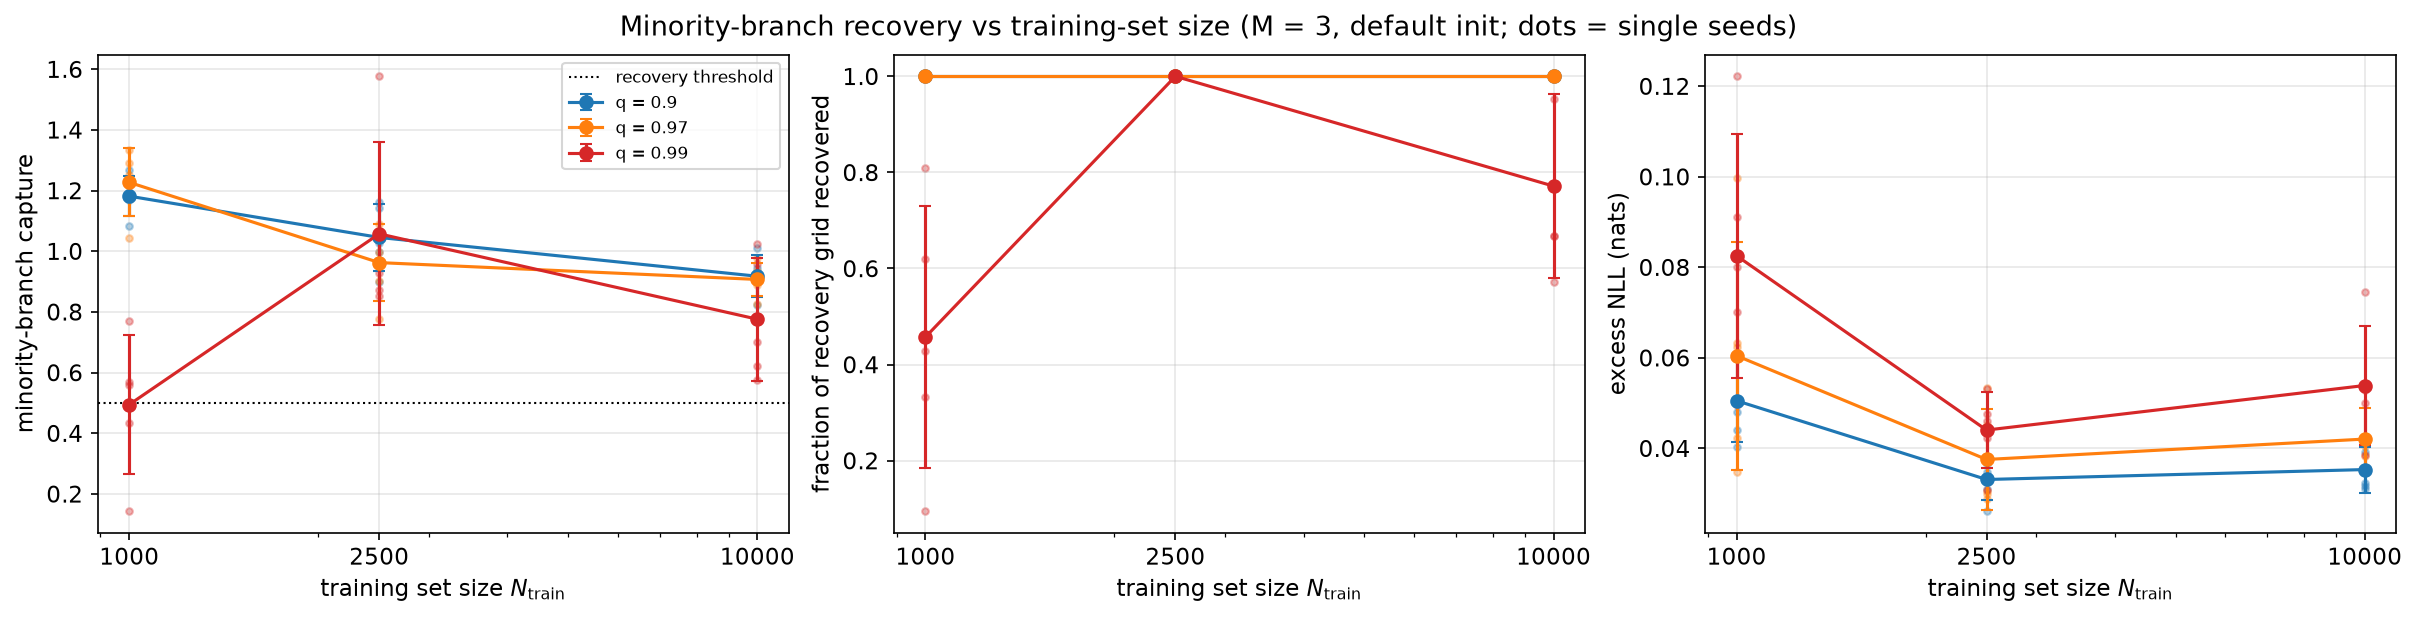 Minority-branch recovery vs training-set size (M = 3, default init; dots = single seeds)
minority-branch capture
1.6
1.4
1.2
1.0
0.8
0.6
0.4
0.2
recovery threshold
q = 0.9
q = 0.97
q = 0.99
1000
2500
10000
training set size N_train
fraction of recovery grid recovered
1.0
0.8
0.6
0.4
0.2
1000
2500
10000
training set size N_train
excess NLL (nats)
0.12
0.10
0.08
0.06
0.04
1000
2500
10000
training set size N_train